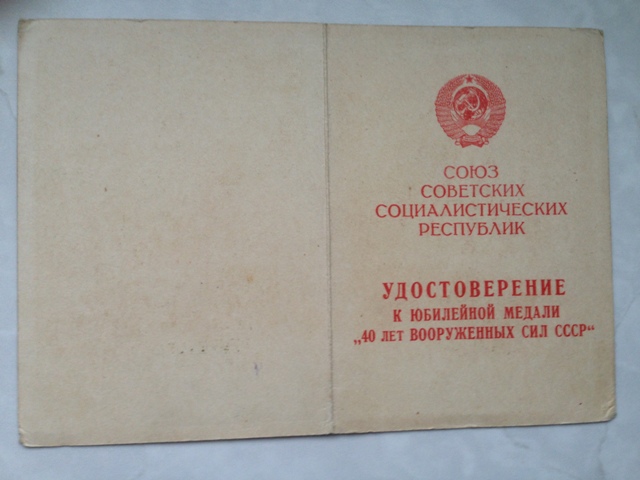 СОЮЗ
СОВЕТСКИХ
СОЦИАЛИСТИЧЕСКИХ
РЕСПУБЛИК
УДОСТОВЕРЕНИЕ
К ЮБИЛЕЙНОЙ МЕДАЛИ
„40 ЛЕТ ВООРУЖЕННЫХ СИЛ СССР“